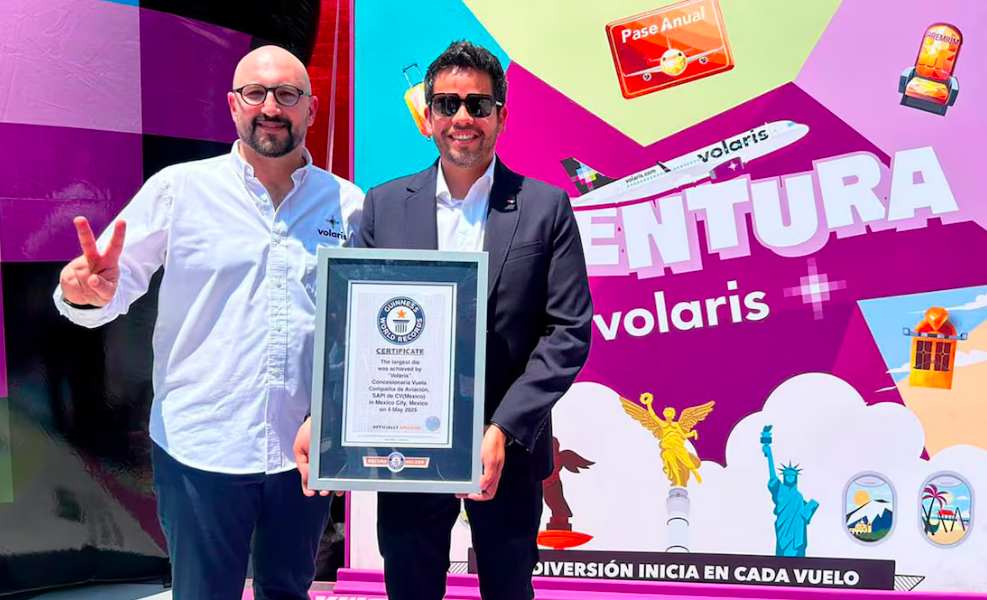 Pase Anual
PREMIUM
volaris
volaris.com
ENTURA
volaris
volaris
GUINNESS
WORLD RECORDS
CERTIFICATE
The largest dic
was achieved by
"Volaris"
Concesionaria Vuela
Compañía de Aviación,
SAPI de CV(Mexico)
in Mexico City, Mexico
on 4 May 2025
OFFICIALLY AMAZING
DIVERSIÓN INICIA EN CADA VUELO